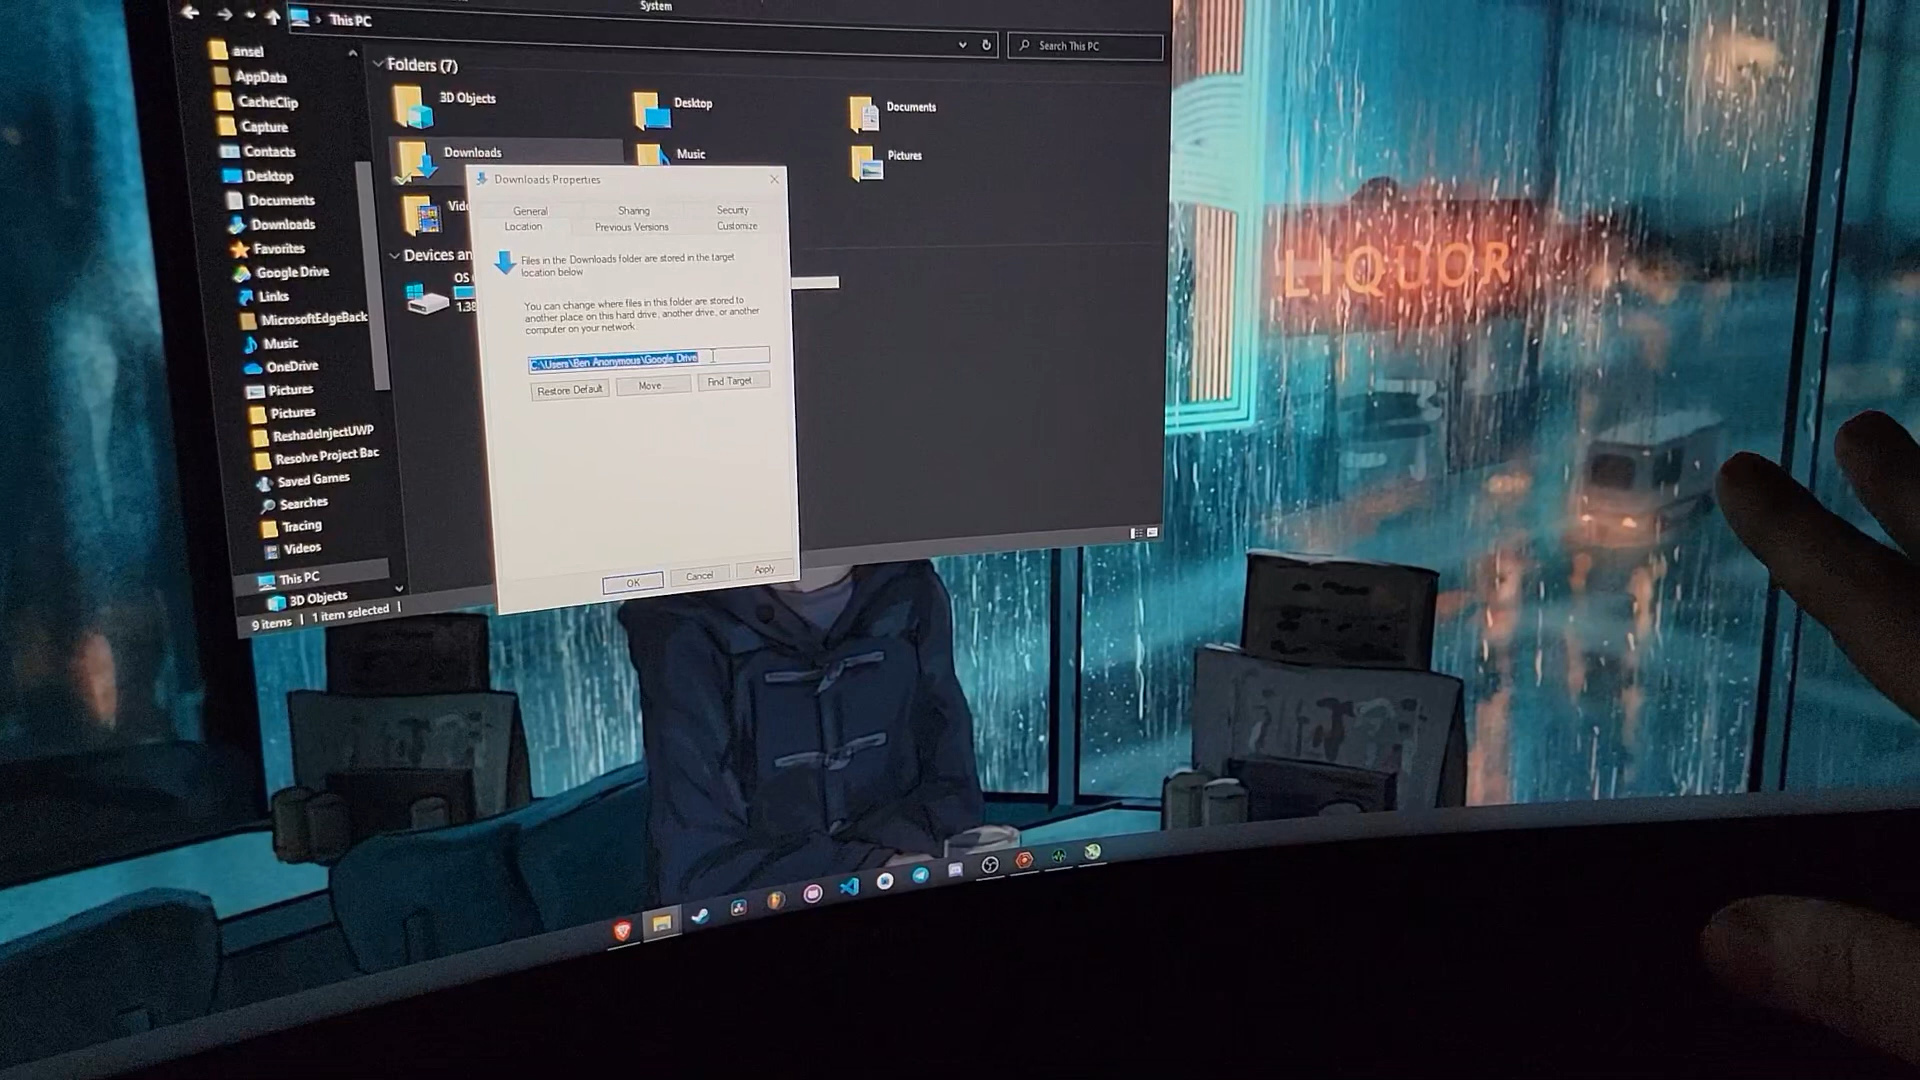 System
This PC
Search This PC
ansel
AppData
CacheClip
Capture
Contacts
Desktop
Documents
Downloads
Favorites
Google Drive
Links
MicrosoftEdgeBack
Music
OneDrive
Pictures
Pictures
ReshadeInjectUWP
Resolve Project Bac
Saved Games
Searches
Tracing
Videos
This PC
3D Objects
9 items
1 item selected
Folders (7)
3D Objects
Desktop
Documents
Downloads
Music
Pictures
Vide
Devices an
OS
1.38
Downloads Properties
General
Sharing
Security
Location
Previous Versions
Customize
Files in the Downloads folder are stored in the target
location below
You can change where files in this folder are stored to
another place on this hard drive, another drive, or another
computer on your network
C:\Users\Ben Anonymous\Google Drive
Restore Default
Move...
Find Target...
OK
Cancel
Apply
LIQUOR